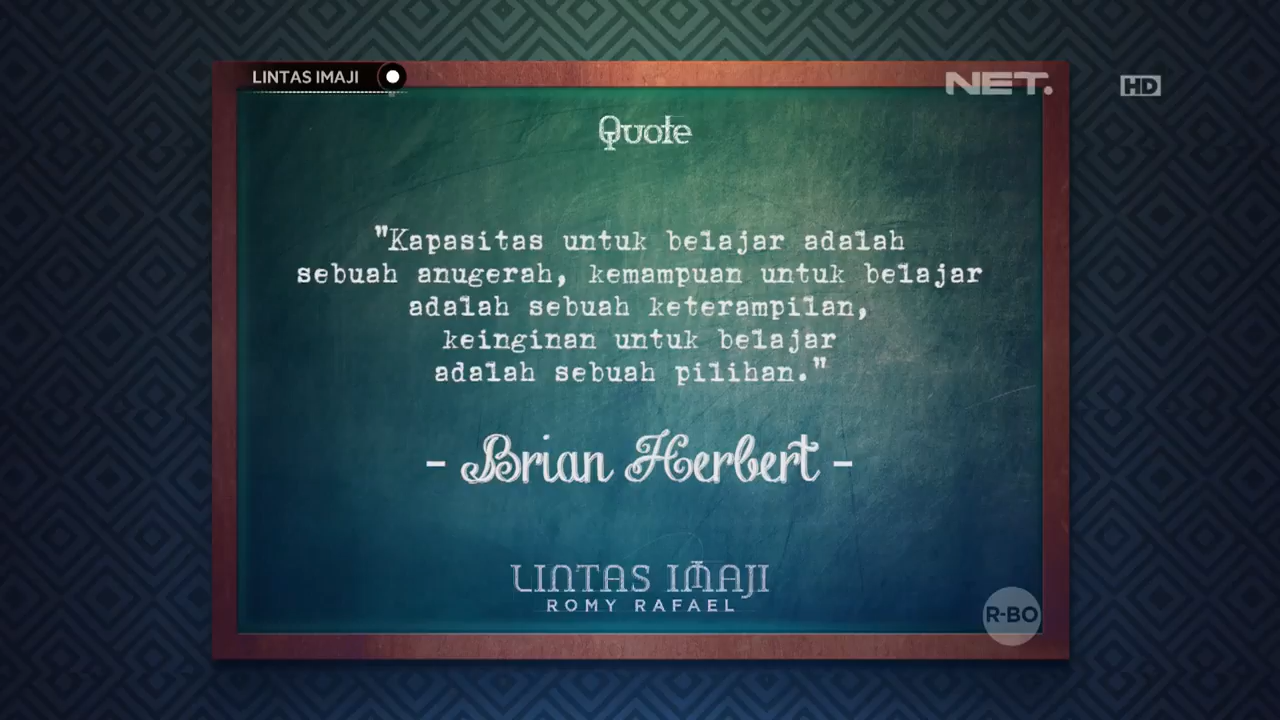 LINTAS IMAJI
NET.
HD
Quote
"Kapasitas untuk belajar adalah
sebuah anugerah, kemampuan untuk belajar
adalah sebuah keterampilan,
keinginan untuk belajar
adalah sebuah pilihan."
- Brian Herbert -
LINTAS IMAJI
ROMY RAFAEL
R-BO